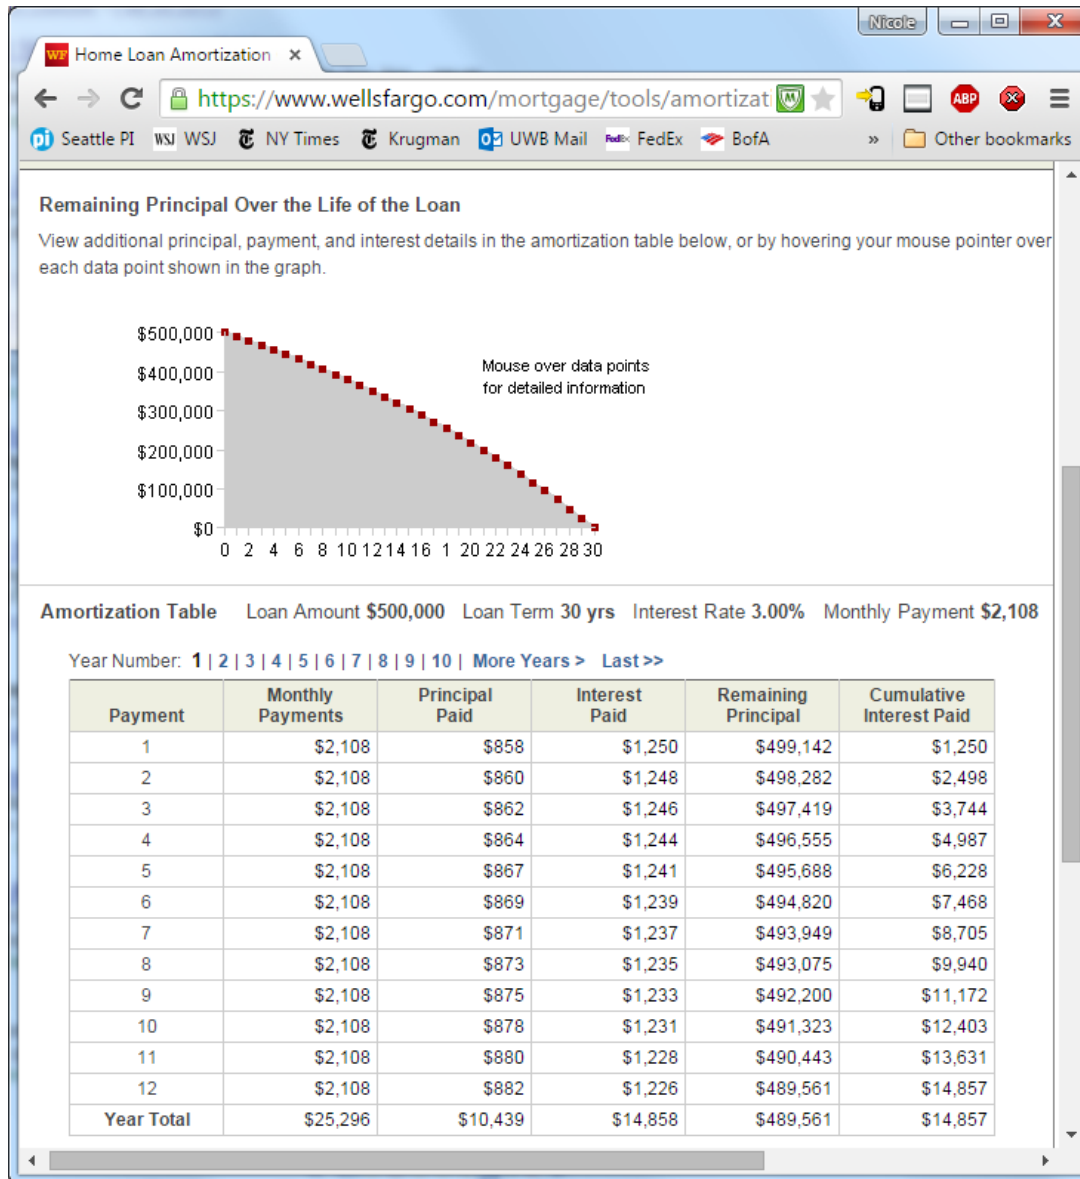 Nicole
WF Home Loan Amortization
https://www.wellsfargo.com/mortgage/tools/amortizat M ABP
pi Seattle PI WSJ WSJ NY Times Krugman UWB Mail FedEx FedEx BofA » Other bookmarks
Remaining Principal Over the Life of the Loan
View additional principal, payment, and interest details in the amortization table below, or by hovering your mouse pointer over
each data point shown in the graph.
$500,000
$400,000
$300,000
$200,000
$100,000
$0
Mouse over data points
for detailed information
0 2 4 6 8 10 12 14 16 1 20 22 24 26 28 30
Amortization Table Loan Amount $500,000 Loan Term 30 yrs Interest Rate 3.00% Monthly Payment $2,108
Year Number: 1 | 2 | 3 | 4 | 5 | 6 | 7 | 8 | 9 | 10 | More Years > Last >>
Payment Monthly Payments Principal Paid Interest Paid Remaining Principal Cumulative Interest Paid
1 $2,108 $858 $1,250 $499,142 $1,250
2 $2,108 $860 $1,248 $498,282 $2,498
3 $2,108 $862 $1,246 $497,419 $3,744
4 $2,108 $864 $1,244 $496,555 $4,987
5 $2,108 $867 $1,241 $495,688 $6,228
6 $2,108 $869 $1,239 $494,820 $7,468
7 $2,108 $871 $1,237 $493,949 $8,705
8 $2,108 $873 $1,235 $493,075 $9,940
9 $2,108 $875 $1,233 $492,200 $11,172
10 $2,108 $878 $1,231 $491,323 $12,403
11 $2,108 $880 $1,228 $490,443 $13,631
12 $2,108 $882 $1,226 $489,561 $14,857
Year Total $25,296 $10,439 $14,858 $489,561 $14,857